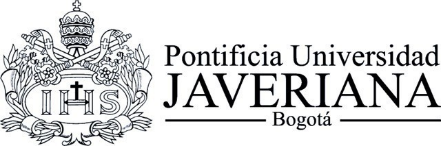 IHS
Pontificia Universidad
JAVERIANA
Bogotá